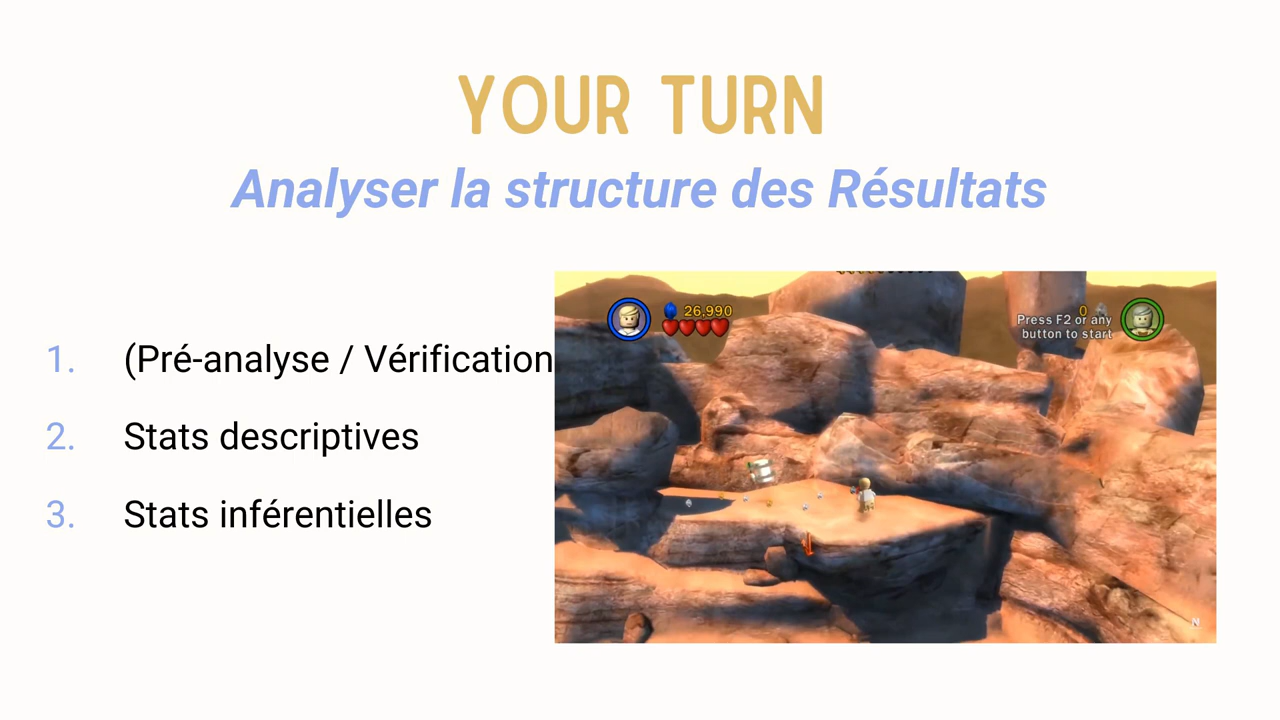 YOUR TURN
Analyser la structure des Résultats
1. (Pré-analyse / Vérification
2. Stats descriptives
3. Stats inférentielles
26,990
0
Press F2 or any
button to start
N